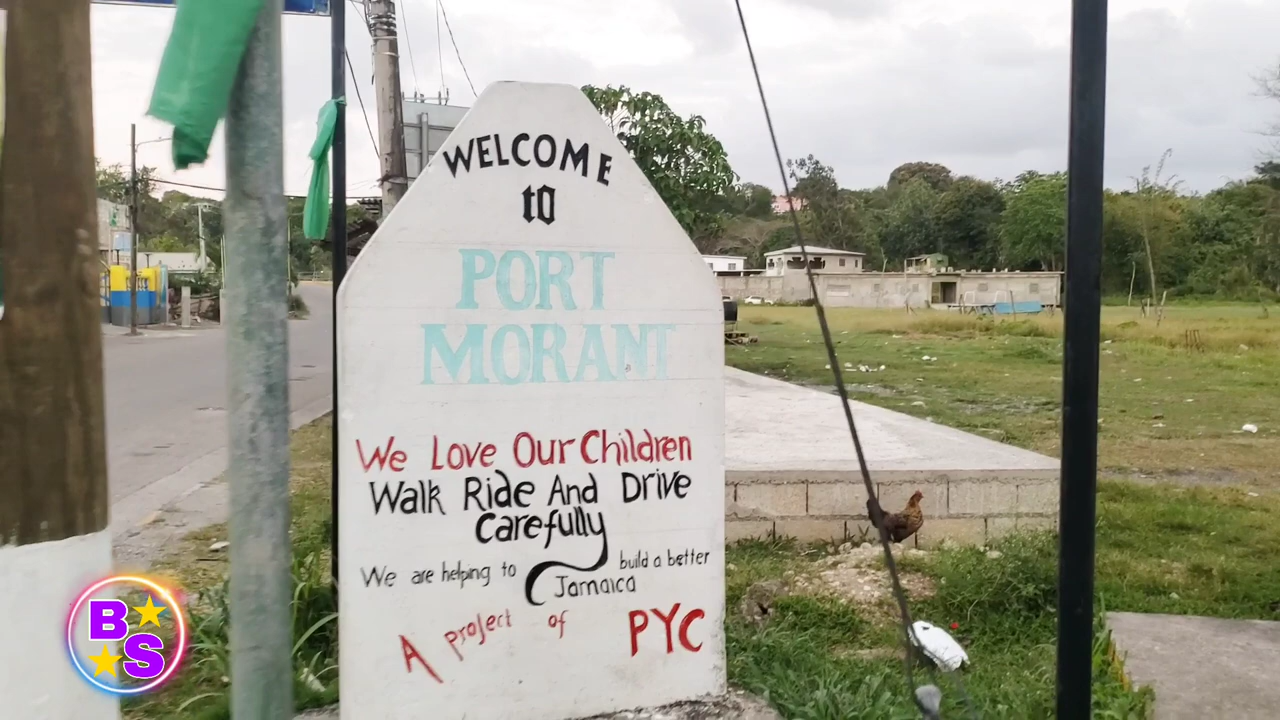 WELCOME
to
PORT
MORANT
We Love Our Children
Walk Ride And Drive
Carefully
We are helping to build a better
Jamaica
A project of PYC
B
S